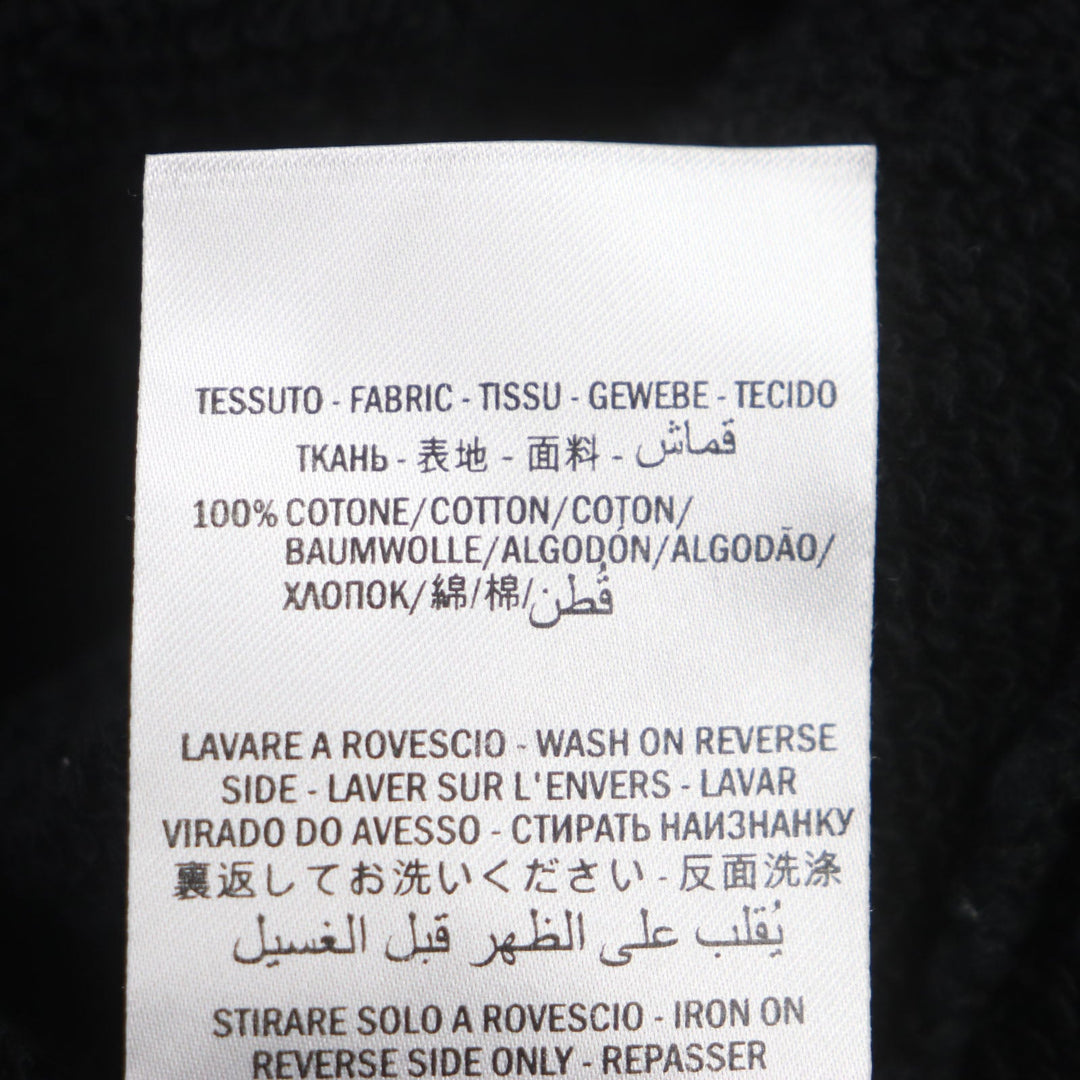 TESSUTO - FABRIC - TISSU - GEWEBE - TECIDO
ТКАНЬ - 表地 - 面料 - قماش
100% COTONE/COTTON/COTON/
BAUMWOLLE/ALGODÓN/ALGODÃO/
ХЛОПОК/綿/棉/قُطن
LAVARE A ROVESCIO - WASH ON REVERSE
SIDE - LAVER SUR L'ENVERS - LAVAR
VIRADO DO AVESSO - СТИРАТЬ НАИЗНАНКУ
裏返してお洗いください - 反面洗涤
يُقلب على الظهر قبل الغسيل
STIRARE SOLO A ROVESCIO - IRON ON
REVERSE SIDE ONLY - REPASSER